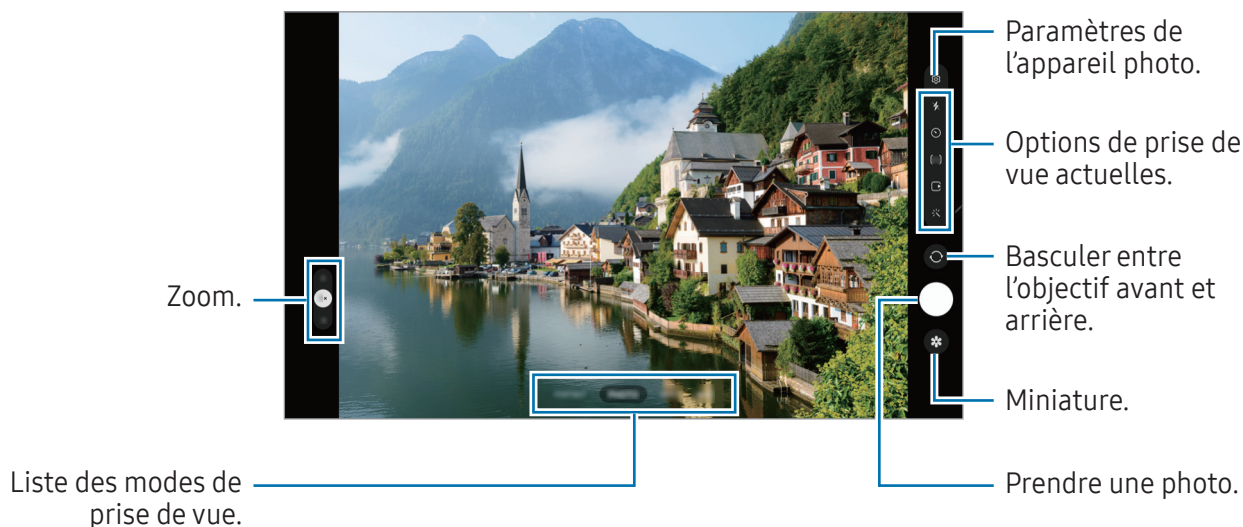 Paramètres de
l'appareil photo.
Options de prise de
vue actuelles.
Basculer entre
l'objectif avant et
arrière.
Zoom.
Miniature.
Liste des modes de
prise de vue.
Prendre une photo.